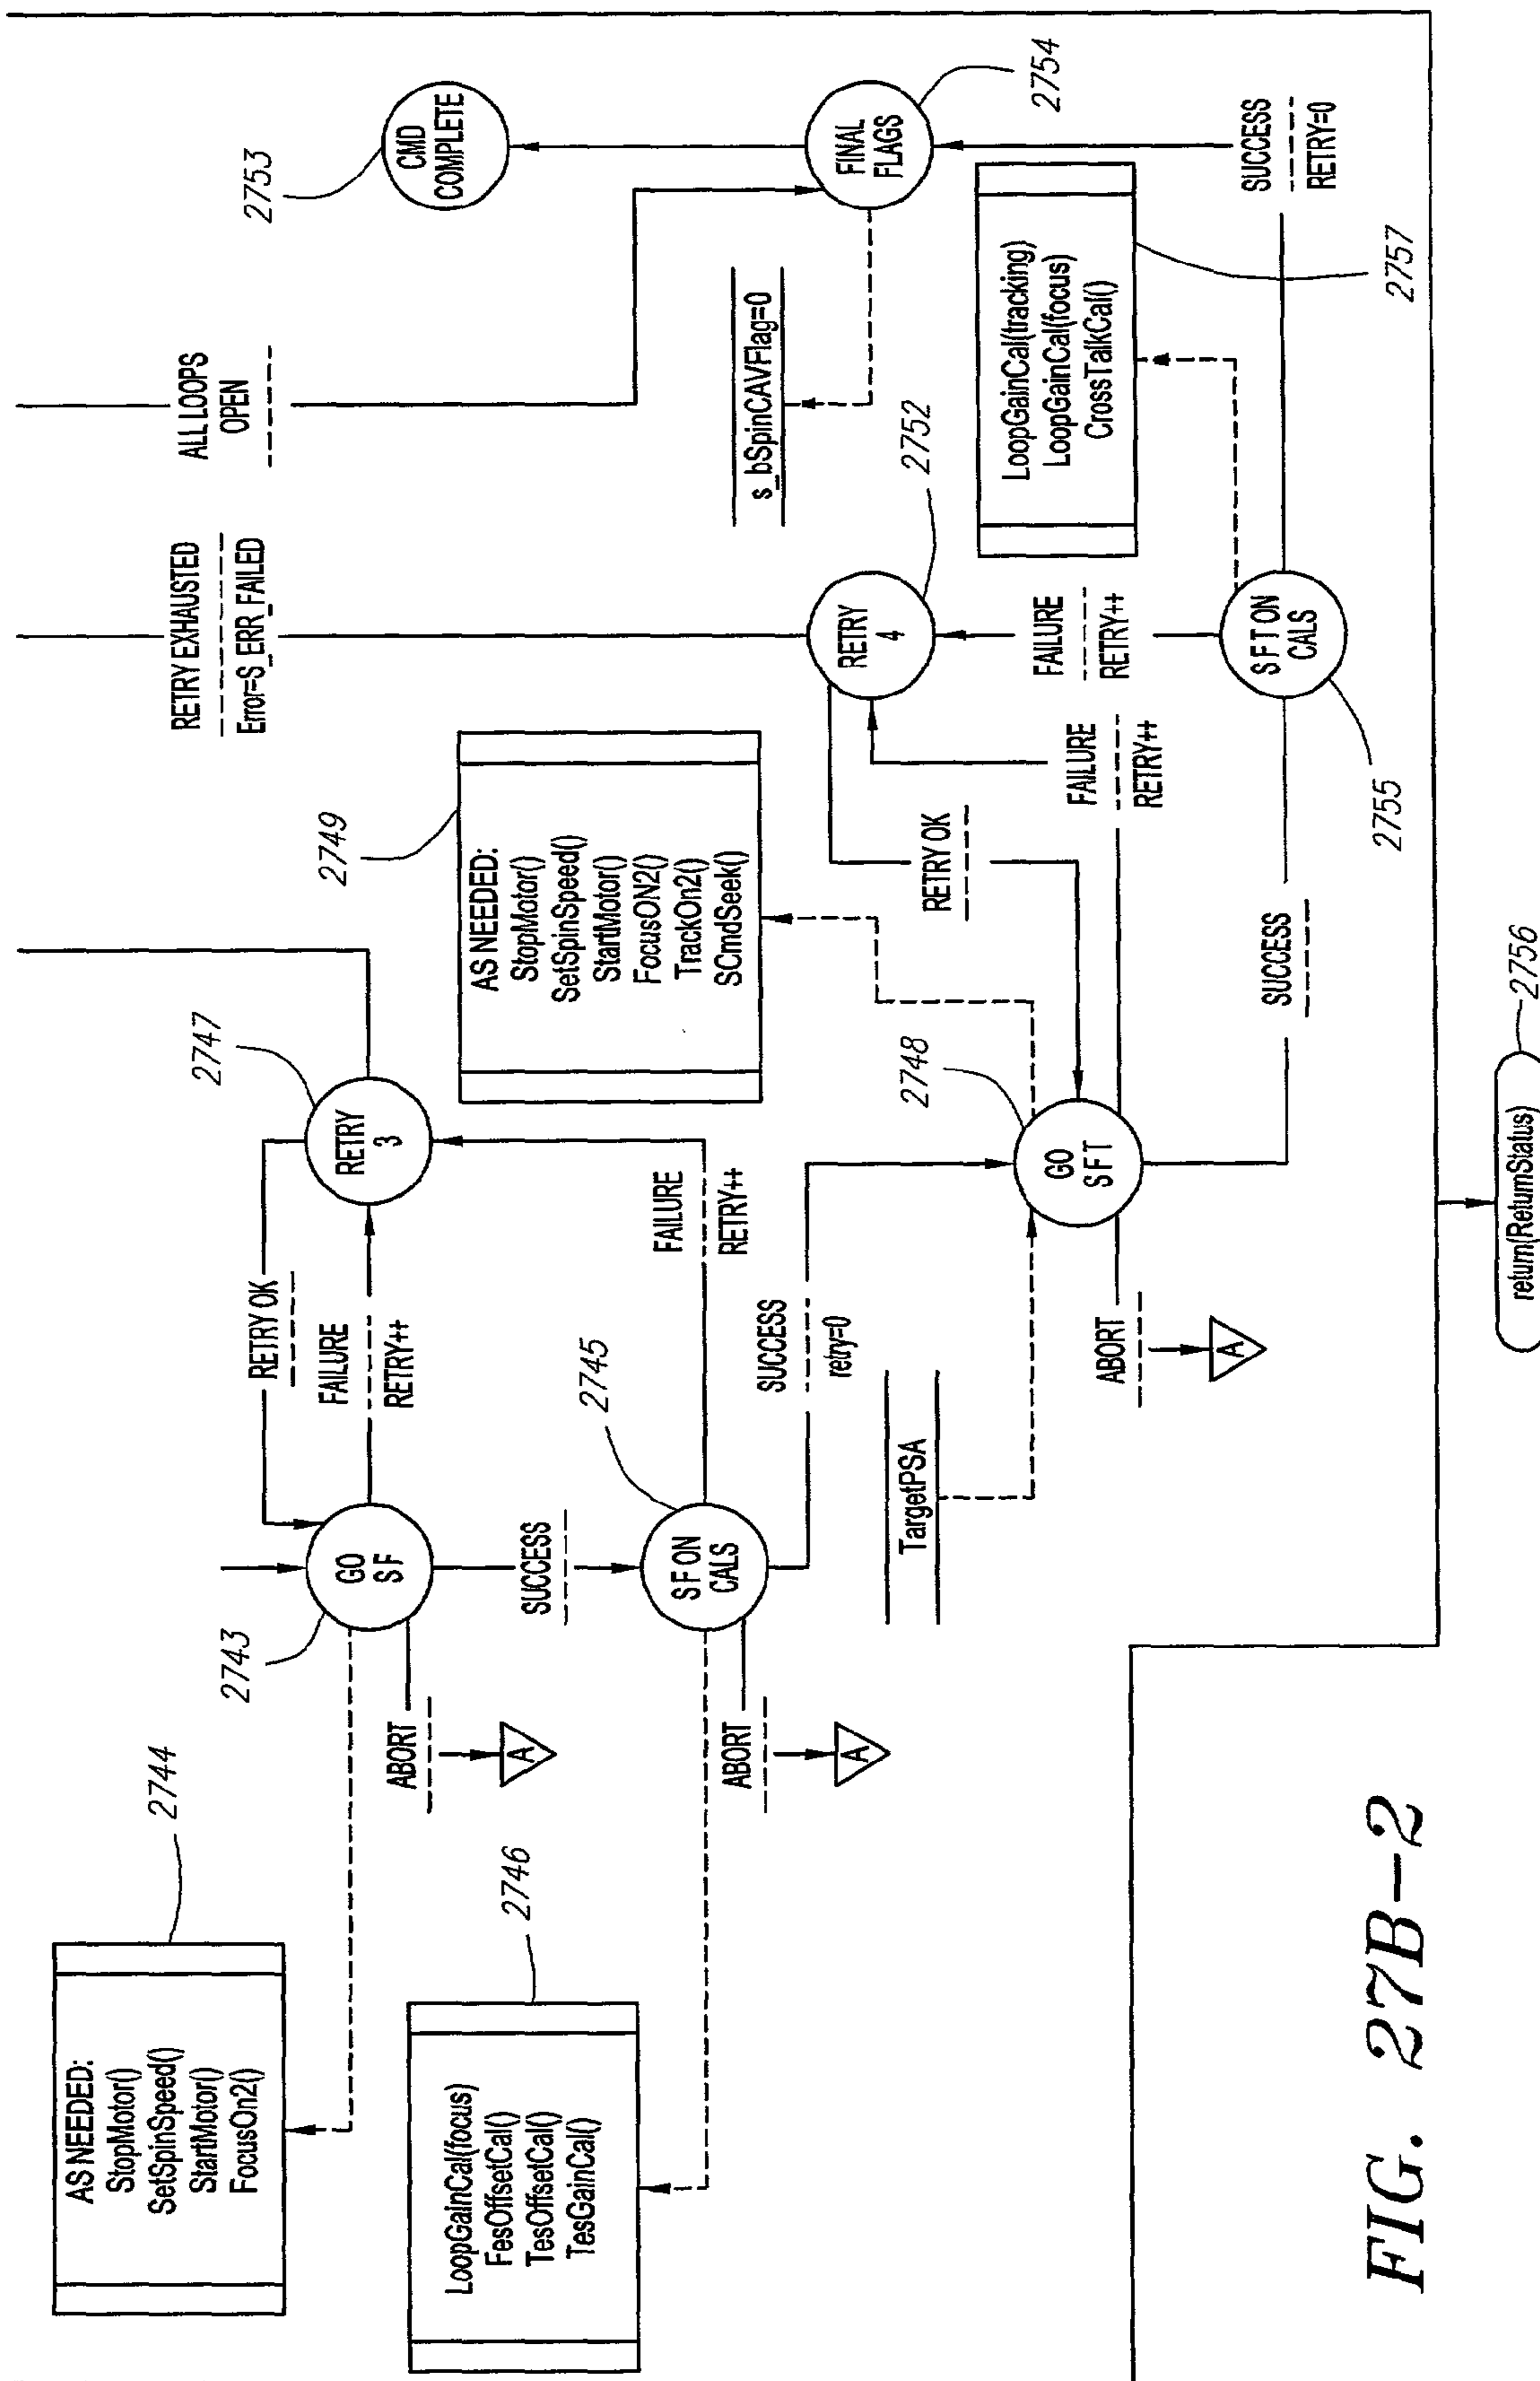 2744
AS NEEDED:
StopMotor()
SetSpinSpeed()
StartMotor()
FocusOn2()
2746
LoopGainCal(focus)
FesOffsetCal()
TesOffsetCal()
TesGainCal()
2743
GO
SF
ABORT
A
RETRY OK
FAILURE
RETRY++
2747
RETRY
3
SUCCESS
SF ON
CALS
2745
ABORT
A
FAILURE
RETRY++
SUCCESS
retry=0
TargetPSA
2749
AS NEEDED:
StopMotor()
SetSpinSpeed()
StartMotor()
FocusON2()
TrackOn2()
SCmdSeek()
2748
GO
SFT
ABORT
A
RETRY OK
FAILURE
RETRY++
SUCCESS
RETRY EXHAUSTED
Error=S_ERR_FAILED
2752
RETRY
4
FAILURE
RETRY++
SFT ON
CALS
2755
ALL LOOPS
OPEN
s_bSpinCAVFlag=0
2753
CMD
COMPLETE
FINAL
FLAGS
2754
LoopGainCal(tracking)
LoopGainCal(focus)
CrossTalkCal()
2757
SUCCESS
RETRY=0
return(ReturnStatus)
2756
FIG. 27B-2